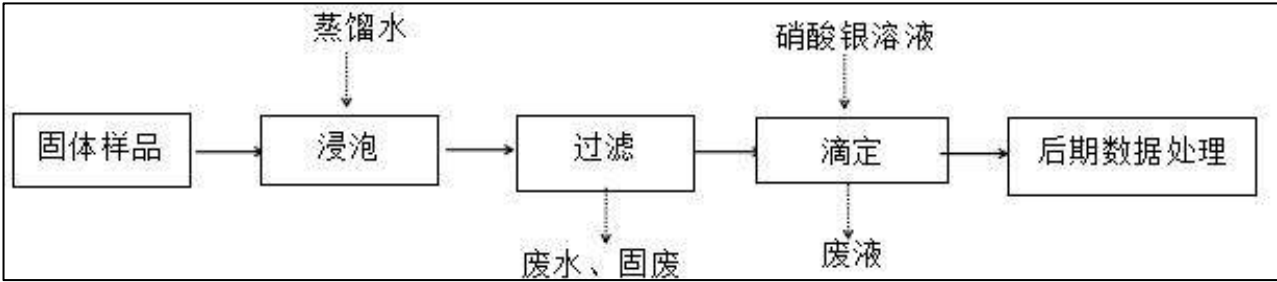 蒸馏水
硝酸银溶液
固体样品
浸泡
过滤
滴定
后期数据处理
废水、固废
废液